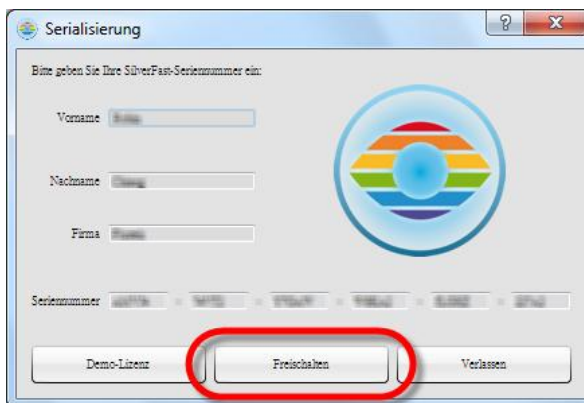 Serialisierung
Bitte geben Sie Ihre SilverFast-Seriennummer ein:
Vorname
Nachname
Firma
Seriennummer - - - - -
Demo-Lizenz Freischalten Verlassen